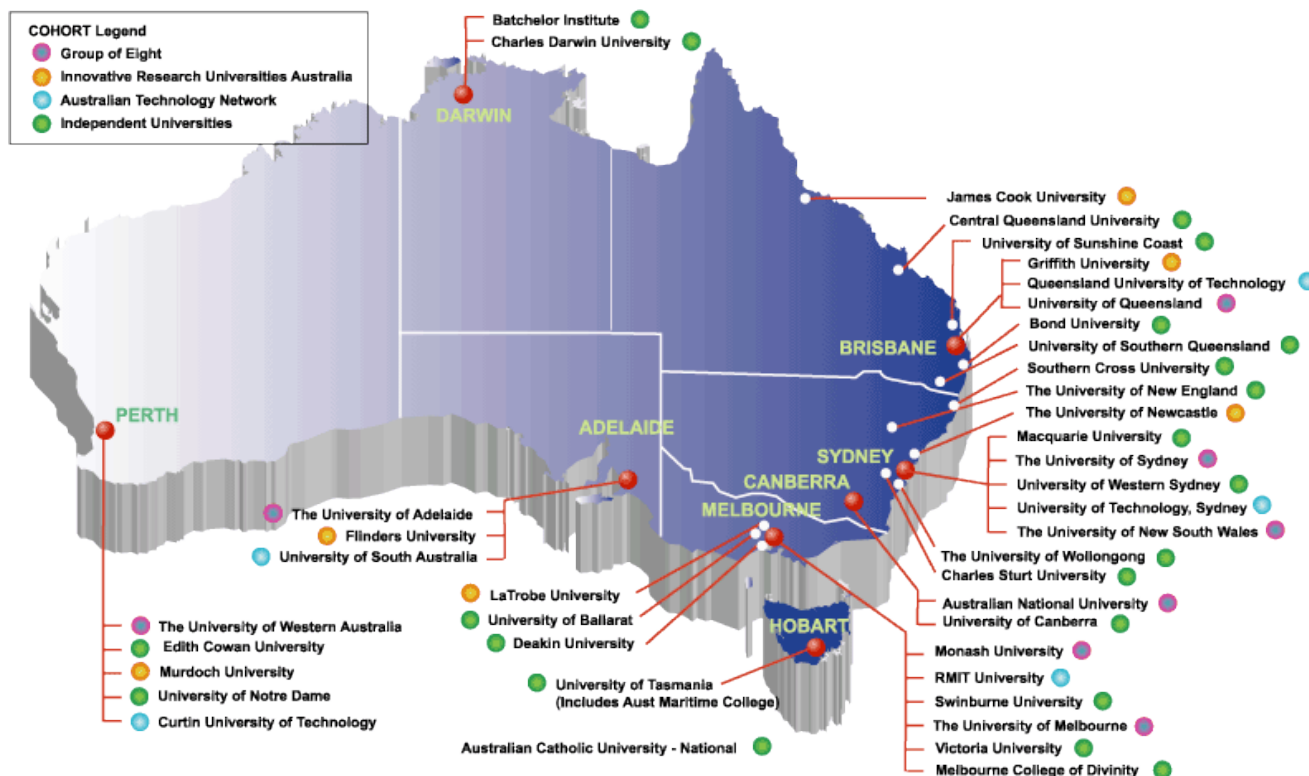 COHORT Legend
Group of Eight
Innovative Research Universities Australia
Australian Technology Network
Independent Universities
Batchelor Institute
Charles Darwin University
DARWIN
James Cook University
Central Queensland University
University of Sunshine Coast
Griffith University
Queensland University of Technology
University of Queensland
Bond University
BRISBANE
University of Southern Queensland
Southern Cross University
The University of New England
The University of Newcastle
PERTH
ADELAIDE
SYDNEY
CANBERRA
MELBOURNE
Macquarie University
The University of Sydney
University of Western Sydney
University of Technology, Sydney
The University of New South Wales
The University of Adelaide
Flinders University
University of South Australia
The University of Wollongong
Charles Sturt University
Australian National University
University of Canberra
LaTrobe University
University of Ballarat
Deakin University
HOBART
The University of Western Australia
Edith Cowan University
Murdoch University
University of Notre Dame
Curtin University of Technology
University of Tasmania
(Includes Aust Maritime College)
Monash University
RMIT University
Swinburne University
The University of Melbourne
Victoria University
Melbourne College of Divinity
Australian Catholic University - National